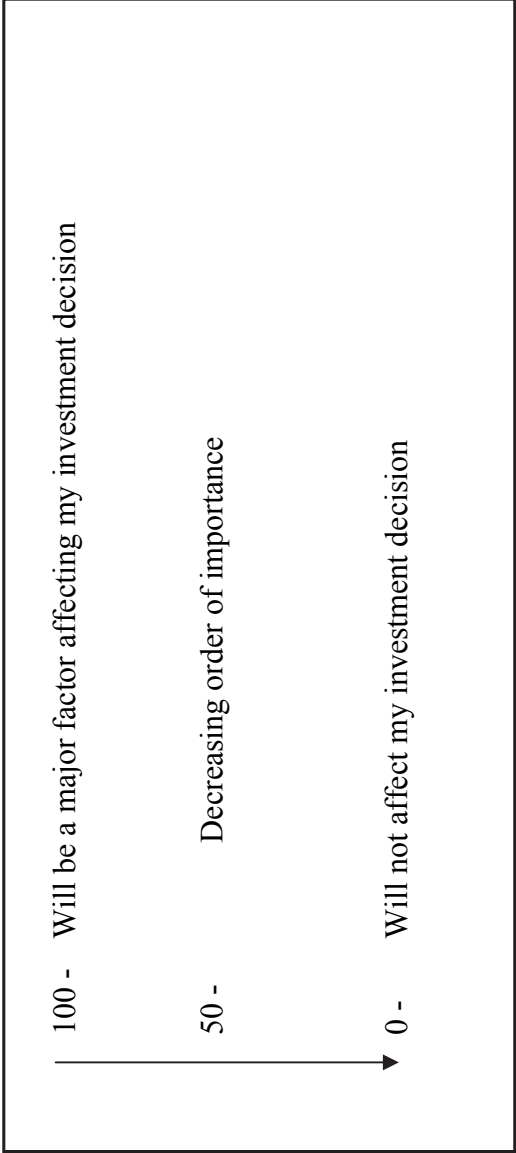 100 - Will be a major factor affecting my investment decision
50 - Decreasing order of importance
0 - Will not affect my investment decision